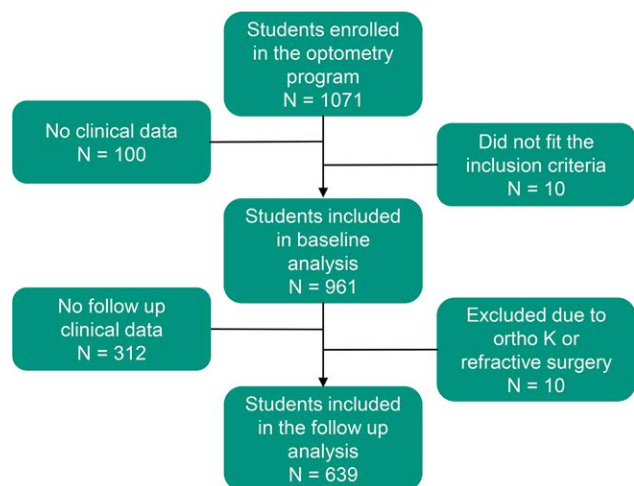 Students enrolled
in the optometry
program
N = 1071
No clinical data
N = 100
Did not fit the
inclusion criteria
N = 10
Students included
in baseline
analysis
N = 961
No follow up
clinical data
N = 312
Excluded due to
ortho K or
refractive surgery
N = 10
Students included
in the follow up
analysis
N = 639